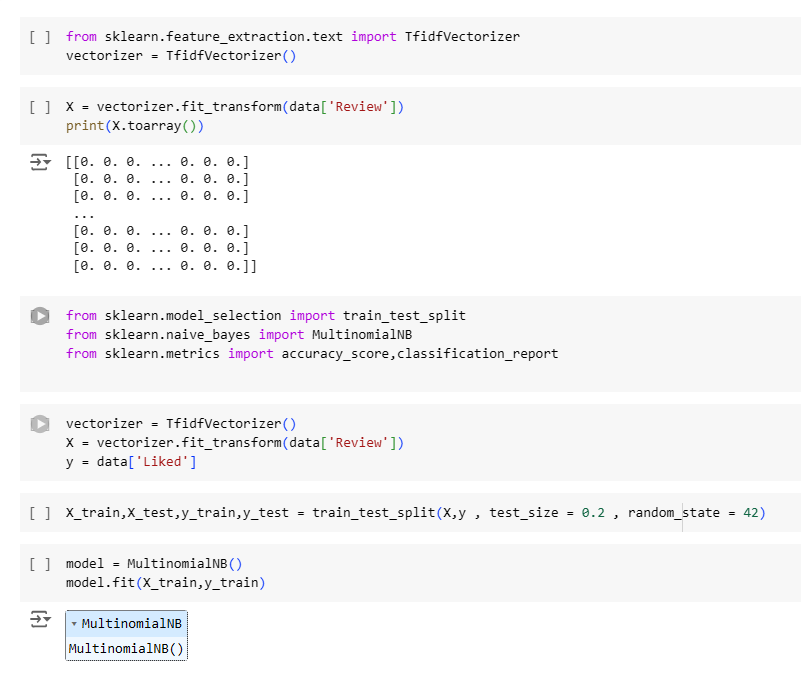 [ ] from sklearn.feature_extraction.text import TfidfVectorizer
vectorizer = TfidfVectorizer()
[ ] X = vectorizer.fit_transform(data['Review'])
print(X.toarray())
[[0. 0. 0. ... 0. 0. 0.]
[0. 0. 0. ... 0. 0. 0.]
[0. 0. 0. ... 0. 0. 0.]
...
[0. 0. 0. ... 0. 0. 0.]
[0. 0. 0. ... 0. 0. 0.]
[0. 0. 0. ... 0. 0. 0.]]
from sklearn.model_selection import train_test_split
from sklearn.naive_bayes import MultinomialNB
from sklearn.metrics import accuracy_score,classification_report
vectorizer = TfidfVectorizer()
X = vectorizer.fit_transform(data['Review'])
y = data['Liked']
[ ] X_train,X_test,y_train,y_test = train_test_split(X,y , test_size = 0.2 , random_state = 42)
[ ] model = MultinomialNB()
model.fit(X_train,y_train)
MultinomialNB
MultinomialNB()